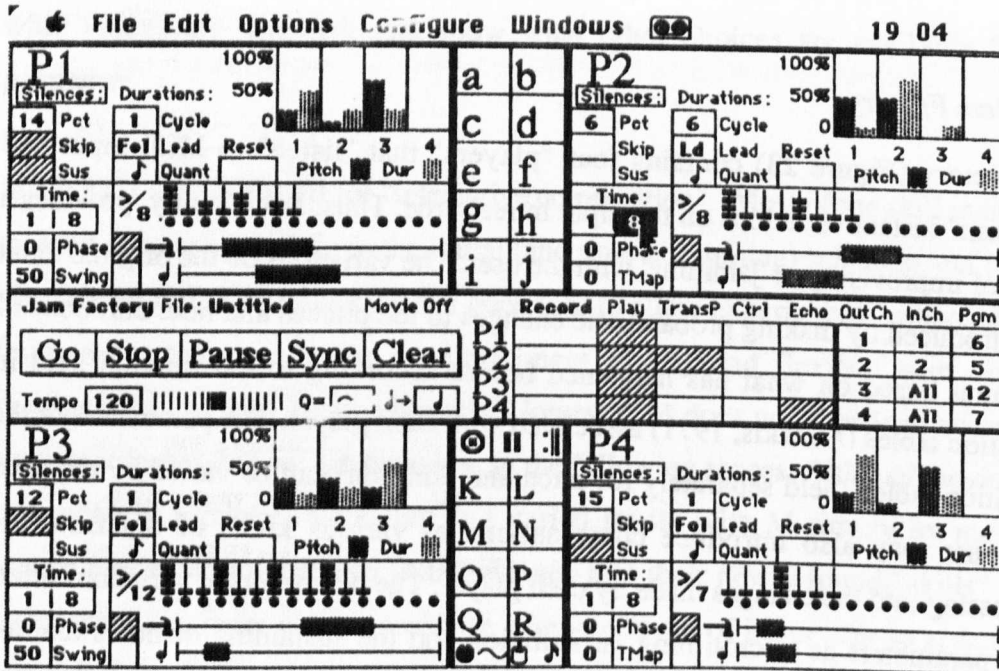 File Edit Options Configure Windows 19 04
P1
100%
50%
0
Silences: Durations:
14 Pct 1 Cycle
Skip Fol Lead Reset 1 2 3 4
Sus ♪ Quant Pitch Dur
Time: >/8
1 8
0 Phase
50 Swing
a b
c d
e f
g h
i j
P2
100%
50%
0
Silences: Durations:
6 Pct 6 Cycle
Skip Ld Lead Reset 1 2 3 4
Sus ♪ Quant Pitch Dur
Time: >/8
1 8
0 Phase
0 TMap
Jam Factory File: Untitled Movie Off
Go Stop Pause Sync Clear
Tempo 120 Q=
Record Play TransP Ctrl Echo OutCh InCh Pgm
P1 1 1 6
P2 2 2 5
P3 3 All 12
P4 4 All 7
P3
100%
50%
0
Silences: Durations:
12 Pct 1 Cycle
Skip Fol Lead Reset 1 2 3 4
Sus ♪ Quant Pitch Dur
Time: >/12
1 8
0 Phase
50 Swing
K L
M N
O P
Q R
P4
100%
50%
0
Silences: Durations:
15 Pct 1 Cycle
Skip Fol Lead Reset 1 2 3 4
Sus ♪ Quant Pitch Dur
Time: >/7
1 8
0 Phase
0 TMap